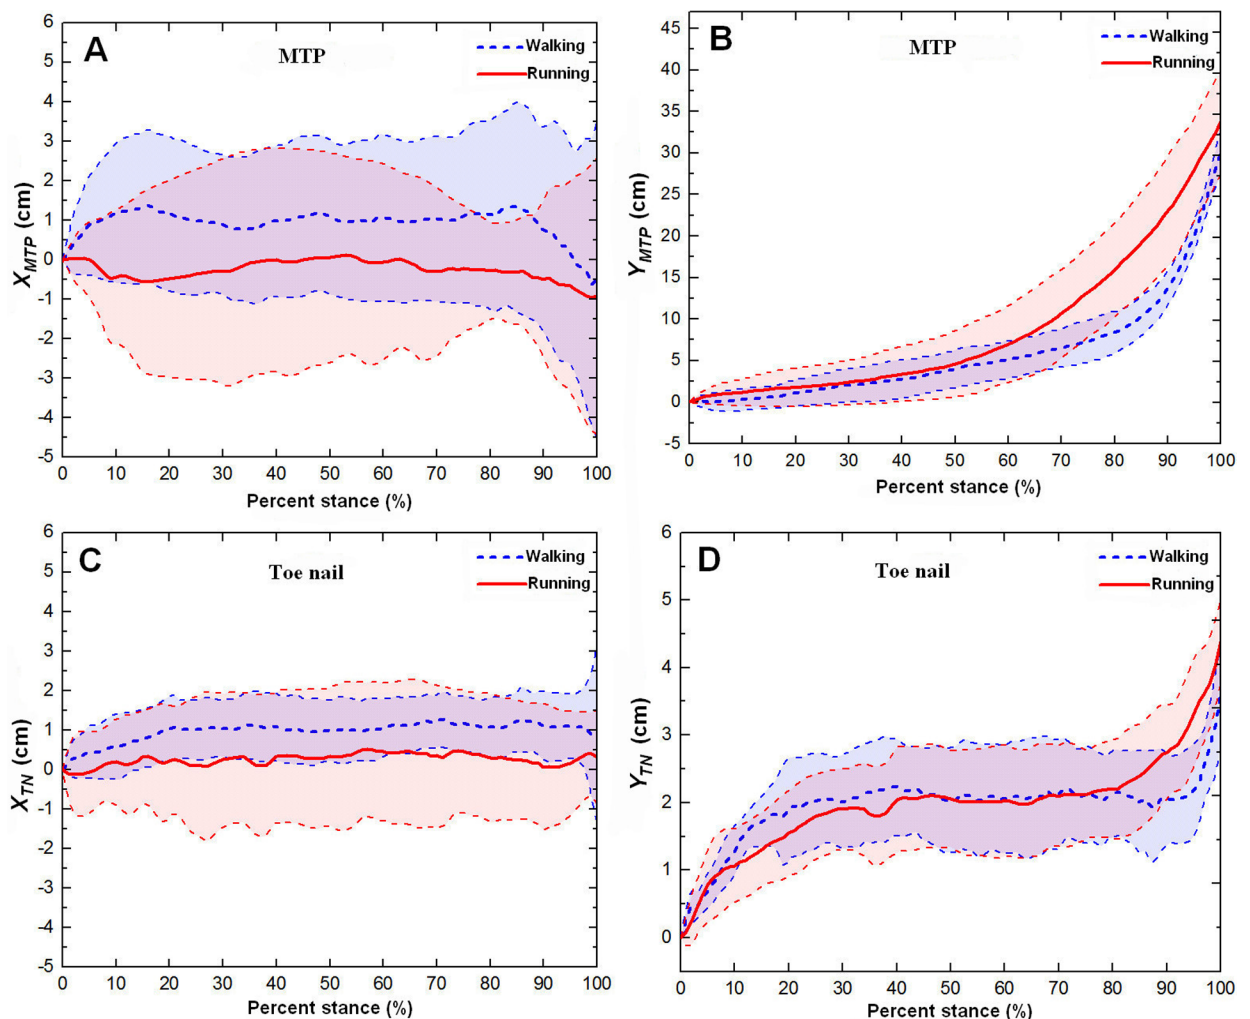 A
MTP
Walking
Running
6
5
4
3
2
1
0
-1
-2
-3
-4
-5
X_MTP (cm)
0 10 20 30 40 50 60 70 80 90 100
Percent stance (%)
B
MTP
Walking
Running
45
40
35
30
25
20
15
10
5
0
-5
Y_MTP (cm)
0 10 20 30 40 50 60 70 80 90 100
Percent stance (%)
C
Toe nail
Walking
Running
6
5
4
3
2
1
0
-1
-2
-3
-4
-5
X_TN (cm)
0 10 20 30 40 50 60 70 80 90 100
Percent stance (%)
D
Toe nail
Walking
Running
6
5
4
3
2
1
0
Y_TN (cm)
0 10 20 30 40 50 60 70 80 90 100
Percent stance (%)